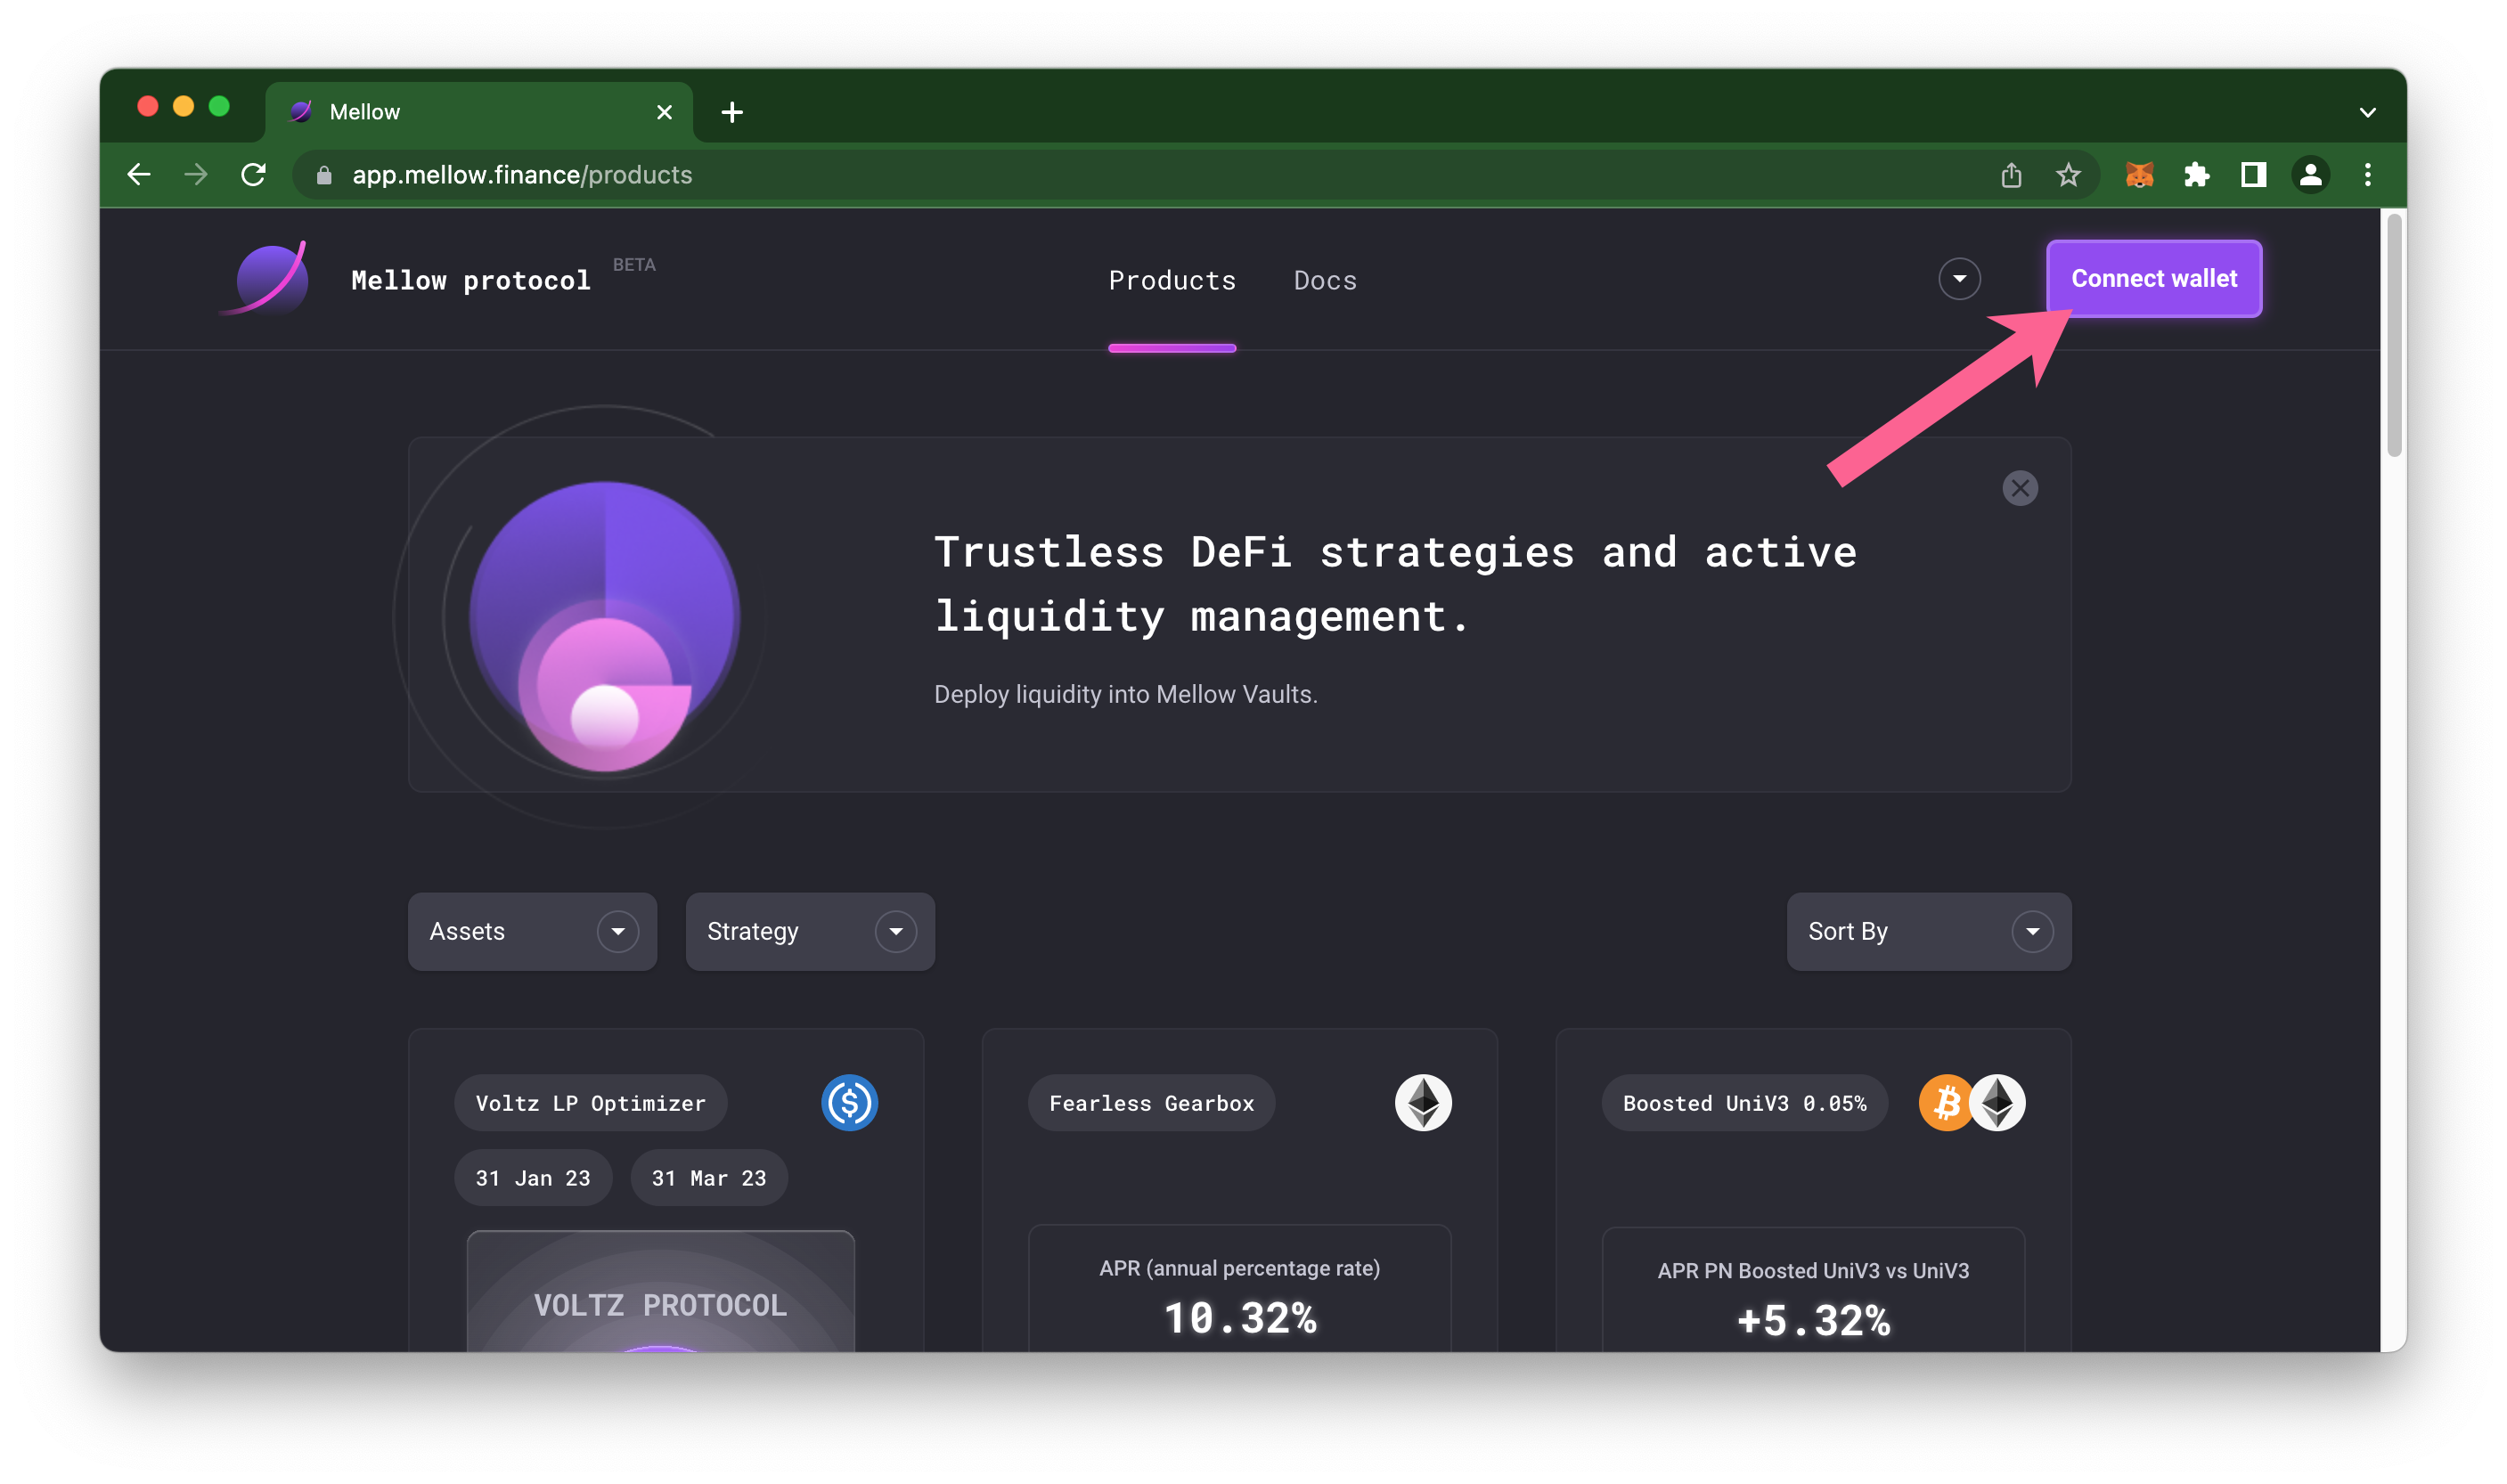 Mellow
app.mellow.finance/products
Mellow protocol BETA
Products Docs
Connect wallet
Trustless DeFi strategies and active
liquidity management.
Deploy liquidity into Mellow Vaults.
Assets Strategy Sort By
Voltz LP Optimizer
31 Jan 23 31 Mar 23
VOLTZ PROTOCOL
Fearless Gearbox
APR (annual percentage rate)
10.32%
Boosted UniV3 0.05%
APR PN Boosted UniV3 vs UniV3
+5.32%